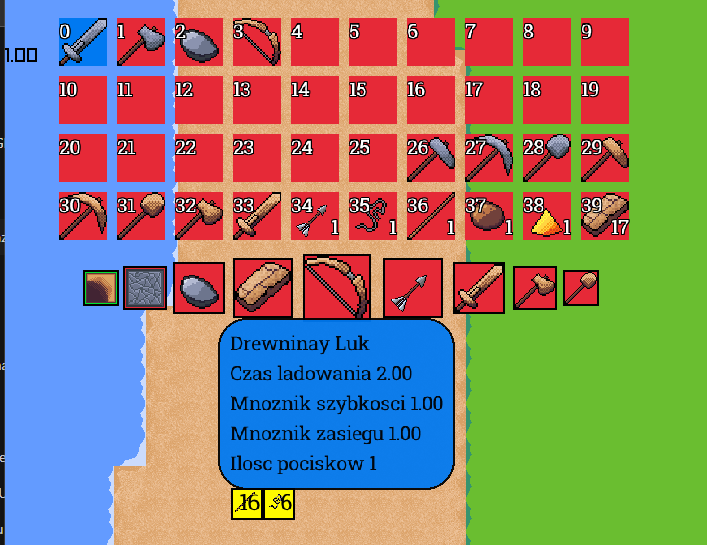 0 1 2 3 4 5 6 7 8 9
1.00
10 11 12 13 14 15 16 17 18 19
20 21 22 23 24 25 26 27 28 29
30 31 32 33 34 35 36 37 38 39
1 1 1 1 1 17
Drewninay Luk
Czas ladowania 2.00
Mnoznik szybkosci 1.00
Mnoznik zasiegu 1.00
Ilosc pociskow 1
16 6